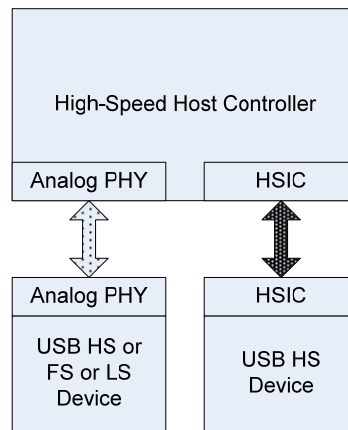 High-Speed Host Controller
Analog PHY
HSIC
Analog PHY
HSIC
USB HS or
FS or LS
Device
USB HS
Device